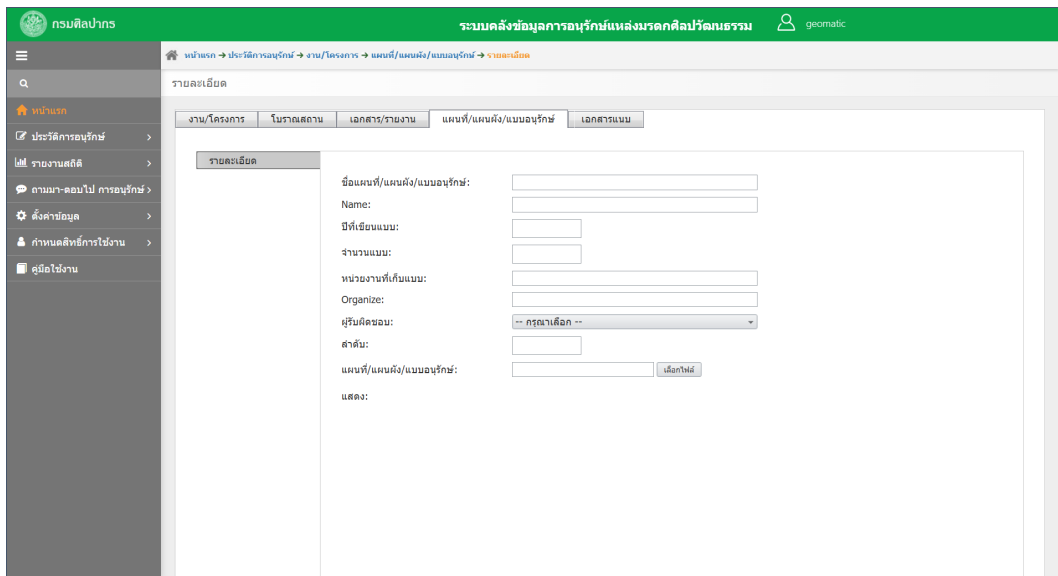 กรมศิลปากร
ระบบคลังข้อมูลการอนุรักษ์แหล่งมรดกศิลปวัฒนธรรม
geomatic
หน้าแรก → ประวัติการอนุรักษ์ → งาน/โครงการ → แผนที่/แผนผัง/แบบอนุรักษ์ → รายละเอียด
รายละเอียด
หน้าแรก
ประวัติการอนุรักษ์
รายงานสถิติ
ถามมา-ตอบไป การอนุรักษ์
ตั้งค่าข้อมูล
กำหนดสิทธิ์การใช้งาน
คู่มือใช้งาน
งาน/โครงการ โบราณสถาน เอกสาร/รายงาน แผนที่/แผนผัง/แบบอนุรักษ์ เอกสารแนบ
รายละเอียด
ชื่อแผนที่/แผนผัง/แบบอนุรักษ์:
Name:
ปีที่เขียนแบบ:
จำนวนแบบ:
หน่วยงานที่เก็บแบบ:
Organize:
ผู้รับผิดชอบ: -- กรุณาเลือก --
ลำดับ:
แผนที่/แผนผัง/แบบอนุรักษ์: เลือกไฟล์
แสดง: